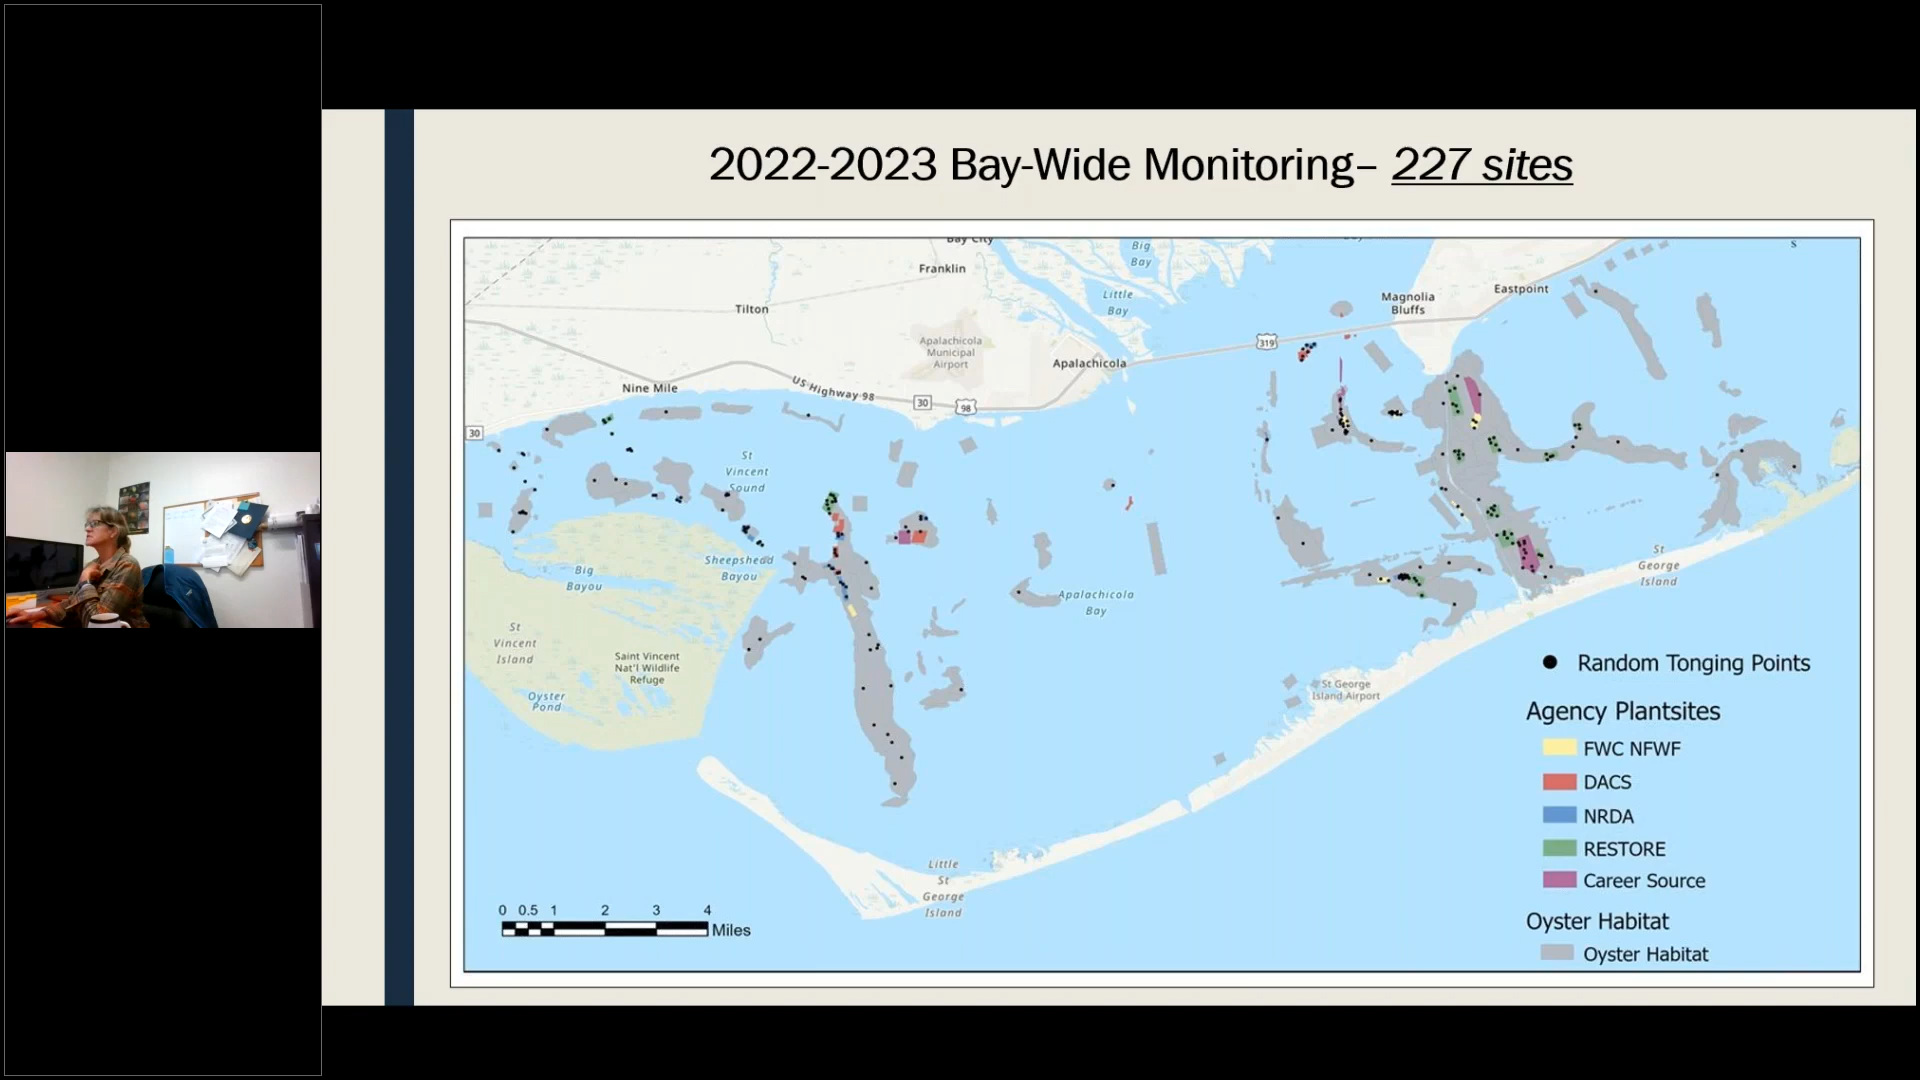 2022-2023 Bay-Wide Monitoring– 227 sites
Bay City
S
Big
Bay
Franklin
Little
Bay
Eastpoint
Magnolia
Bluffs
Tilton
Apalachicola
Municipal
Airport
319
Apalachicola
Nine Mile
US Highway 98
30
98
30
St
Vincent
Sound
Sheepshead
Bayou
Big
Bayou
St
George
Island
Apalachicola
Bay
St
Vincent
Island
Saint Vincent
Nat'l Wildlife
Refuge
Oyster
Pond
St George
Island Airport
Little
St
George
Island
0 0.5 1 2 3 4
Miles
Random Tonging Points
Agency Plantsites
FWC NFWF
DACS
NRDA
RESTORE
Career Source
Oyster Habitat
Oyster Habitat